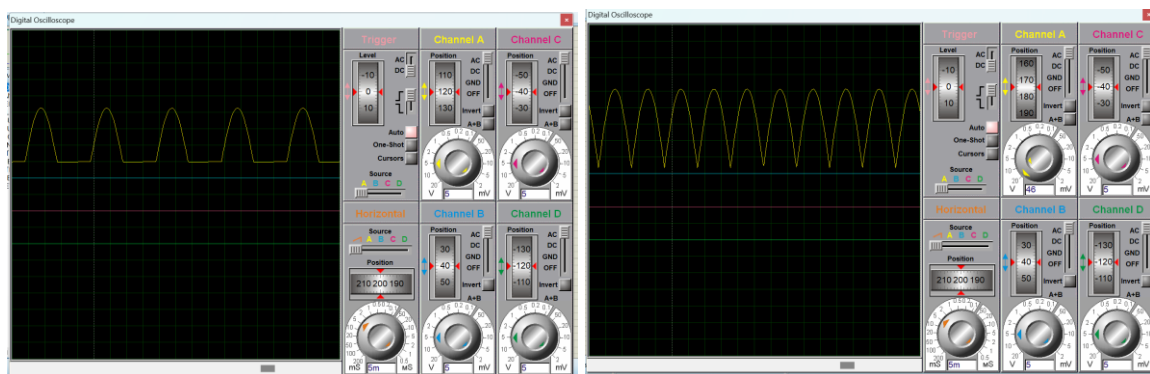 Digital Oscilloscope
Trigger
Level
-10
0
10
AC
DC
Auto
One-Shot
Cursors
Source
A B C D
Channel A
Position
110
120
130
AC
DC
GND
OFF
Invert
A+B
V 5 mV
Channel C
Position
-50
-40
-30
AC
DC
GND
OFF
Invert
C+D
V 5 mV
Horizontal
Source
A B C D
Position
210 200 190
mS 5m µS
Channel B
Position
30
40
50
AC
DC
GND
OFF
Invert
A+B
V 5 mV
Channel D
Position
-130
-120
-110
AC
DC
GND
OFF
Invert
V 5 mV
Digital Oscilloscope
Trigger
Level
-10
0
10
AC
DC
Auto
One-Shot
Cursors
Source
A B C D
Channel A
Position
160
170
180
190
AC
DC
GND
OFF
Invert
A+B
V 46 mV
Channel C
Position
-50
-40
-30
AC
DC
GND
OFF
Invert
V 5 mV
Horizontal
Source
A B C D
Position
210 200 190
mS 5m µS
Channel B
Position
30
40
50
AC
DC
GND
OFF
Invert
A+B
V 5 mV
Channel D
Position
-130
-120
-110
AC
DC
GND
OFF
Invert
V 5 mV